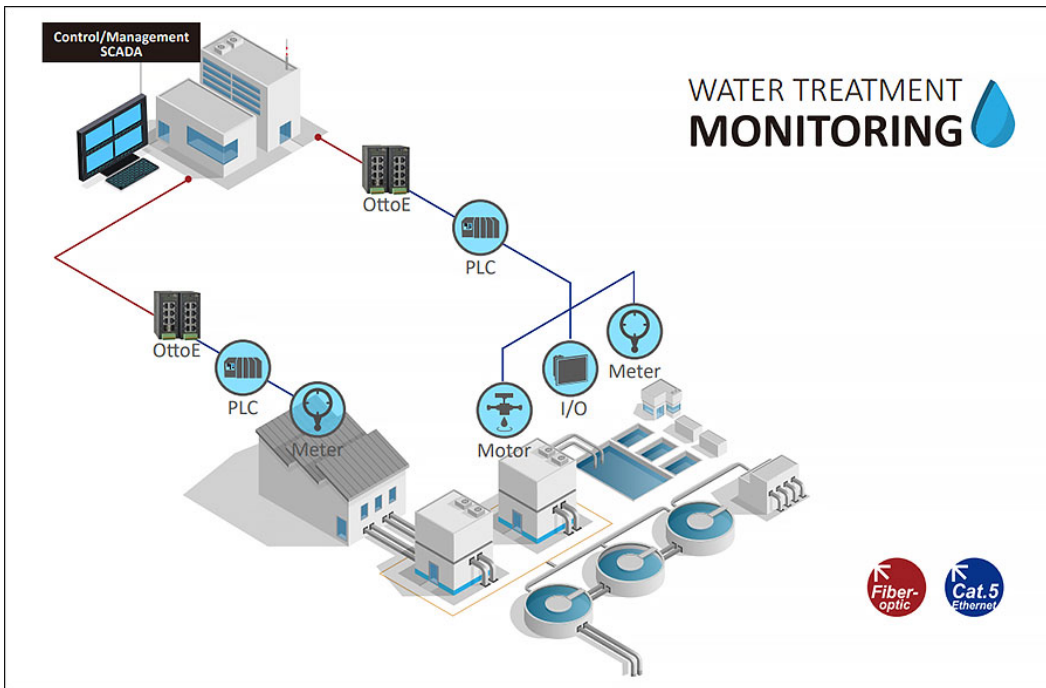 Control/Management
SCADA
WATER TREATMENT
MONITORING
OttoE
PLC
OttoE
PLC
Meter
Motor
I/O
Meter
Fiber-
optic
Cat.5
Ethernet